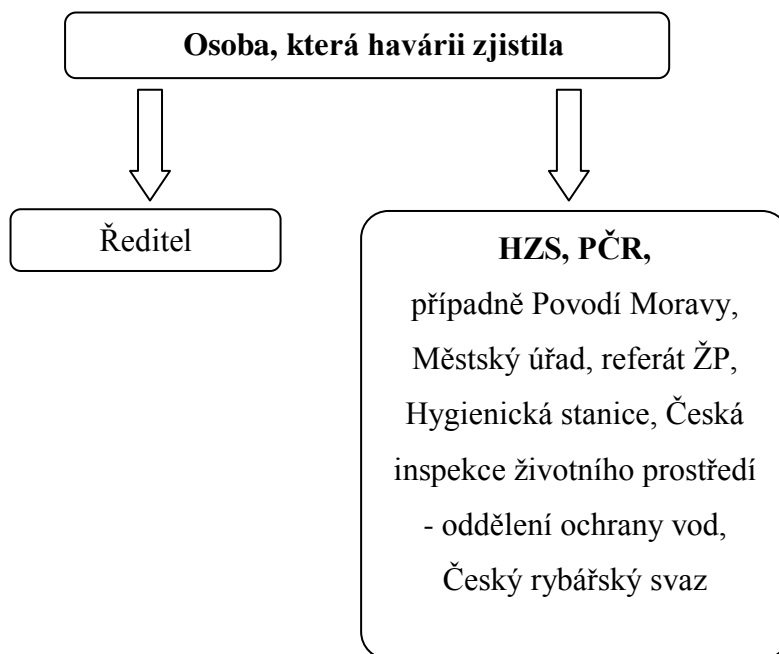 Osoba, která havárii zjistila
Ředitel
HZS, PČR,
případně Povodí Moravy,
Městský úřad, referát ŽP,
Hygienická stanice, Česká
inspekce životního prostředí
- oddělení ochrany vod,
Český rybářský svaz